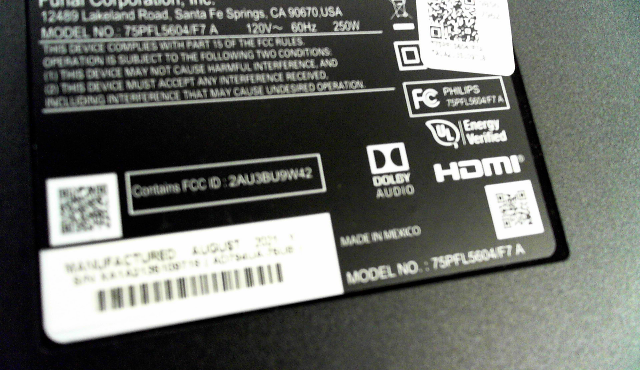 Funai Corporation, Inc.
12489 Lakeland Road, Santa Fe Springs, CA 90670,USA
MODEL NO. : 75PFL5604/F7 A 120V~ 60Hz 250W
THIS DEVICE COMPLIES WITH PART 15 OF THE FCC RULES.
OPERATION IS SUBJECT TO THE FOLLOWING TWO CONDITIONS:
(1) THIS DEVICE MAY NOT CAUSE HARMFUL INTERFERENCE, AND
(2) THIS DEVICE MUST ACCEPT ANY INTERFERENCE RECEIVED,
INCLUDING INTERFERENCE THAT MAY CAUSE UNDESIRED OPERATION.
FC PHILIPS
75PFL5604/F7 A
UL Energy
Verified
Contains FCC ID : 2AU3BU9W42
DOLBY
AUDIO
HDMI
MANUFACTURED AUGUST 2021
S/N
MADE IN MEXICO
MODEL NO. : 75PFL5604/F7 A